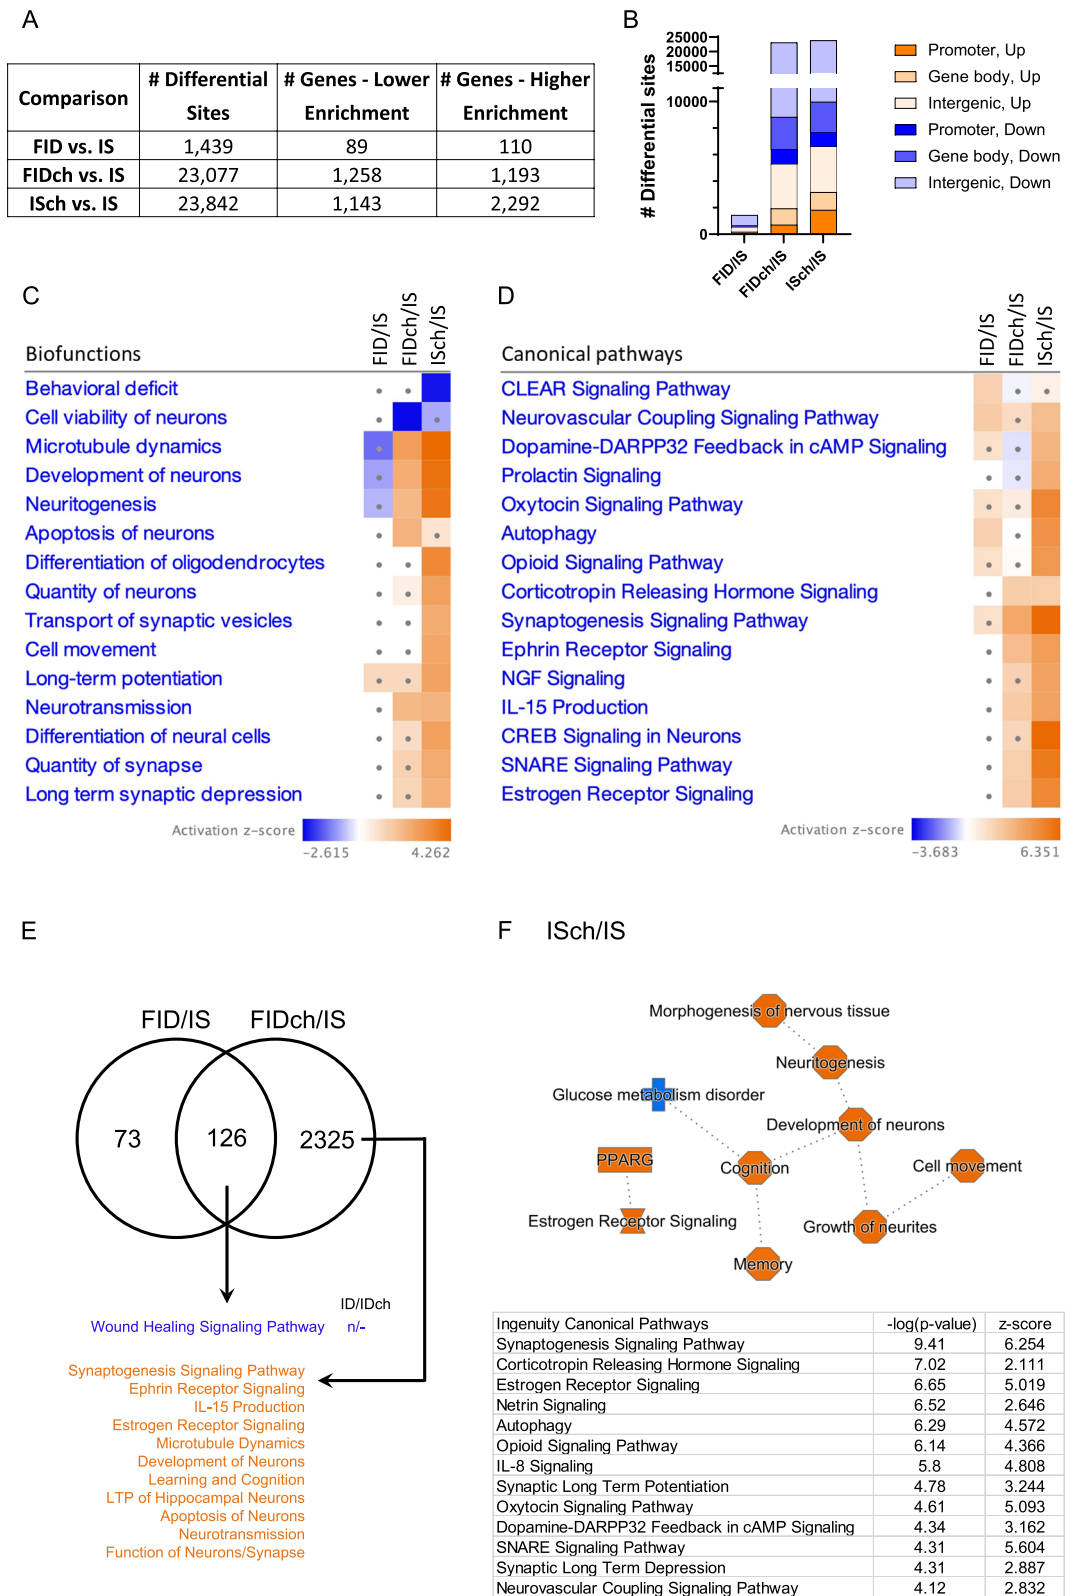 A
Comparison
# Differential Sites
# Genes - Lower Enrichment
# Genes - Higher Enrichment
FID vs. IS 1,439 89 110
FIDch vs. IS 23,077 1,258 1,193
ISch vs. IS 23,842 1,143 2,292
B
# Differential sites
25000
20000
15000
10000
0
FID/IS
FIDch/IS
ISch/IS
Promoter, Up
Gene body, Up
Intergenic, Up
Promoter, Down
Gene body, Down
Intergenic, Down
C
Biofunctions
FID/IS
FIDch/IS
ISch/IS
Behavioral deficit
Cell viability of neurons
Microtubule dynamics
Development of neurons
Neuritogenesis
Apoptosis of neurons
Differentiation of oligodendrocytes
Quantity of neurons
Transport of synaptic vesicles
Cell movement
Long-term potentiation
Neurotransmission
Differentiation of neural cells
Quantity of synapse
Long term synaptic depression
Activation z-score
-2.615 4.262
D
Canonical pathways
FID/IS
FIDch/IS
ISch/IS
CLEAR Signaling Pathway
Neurovascular Coupling Signaling Pathway
Dopamine-DARPP32 Feedback in cAMP Signaling
Prolactin Signaling
Oxytocin Signaling Pathway
Autophagy
Opioid Signaling Pathway
Corticotropin Releasing Hormone Signaling
Synaptogenesis Signaling Pathway
Ephrin Receptor Signaling
NGF Signaling
IL-15 Production
CREB Signaling in Neurons
SNARE Signaling Pathway
Estrogen Receptor Signaling
Activation z-score
-3.683 6.351
E
FID/IS FIDch/IS
73 126 2325
ID/IDch
Wound Healing Signaling Pathway n/-
Synaptogenesis Signaling Pathway
Ephrin Receptor Signaling
IL-15 Production
Estrogen Receptor Signaling
Microtubule Dynamics
Development of Neurons
Learning and Cognition
LTP of Hippocampal Neurons
Apoptosis of Neurons
Neurotransmission
Function of Neurons/Synapse
F ISch/IS
Morphogenesis of nervous tissue
Neuritogenesis
Glucose metabolism disorder
Development of neurons
PPARG
Cognition
Cell movement
Estrogen Receptor Signaling
Growth of neurites
Memory
Ingenuity Canonical Pathways -log(p-value) z-score
Synaptogenesis Signaling Pathway 9.41 6.254
Corticotropin Releasing Hormone Signaling 7.02 2.111
Estrogen Receptor Signaling 6.65 5.019
Netrin Signaling 6.52 2.646
Autophagy 6.29 4.572
Opioid Signaling Pathway 6.14 4.366
IL-8 Signaling 5.8 4.808
Synaptic Long Term Potentiation 4.78 3.244
Oxytocin Signaling Pathway 4.61 5.093
Dopamine-DARPP32 Feedback in cAMP Signaling 4.34 3.162
SNARE Signaling Pathway 4.31 5.604
Synaptic Long Term Depression 4.31 2.887
Neurovascular Coupling Signaling Pathway 4.12 2.832